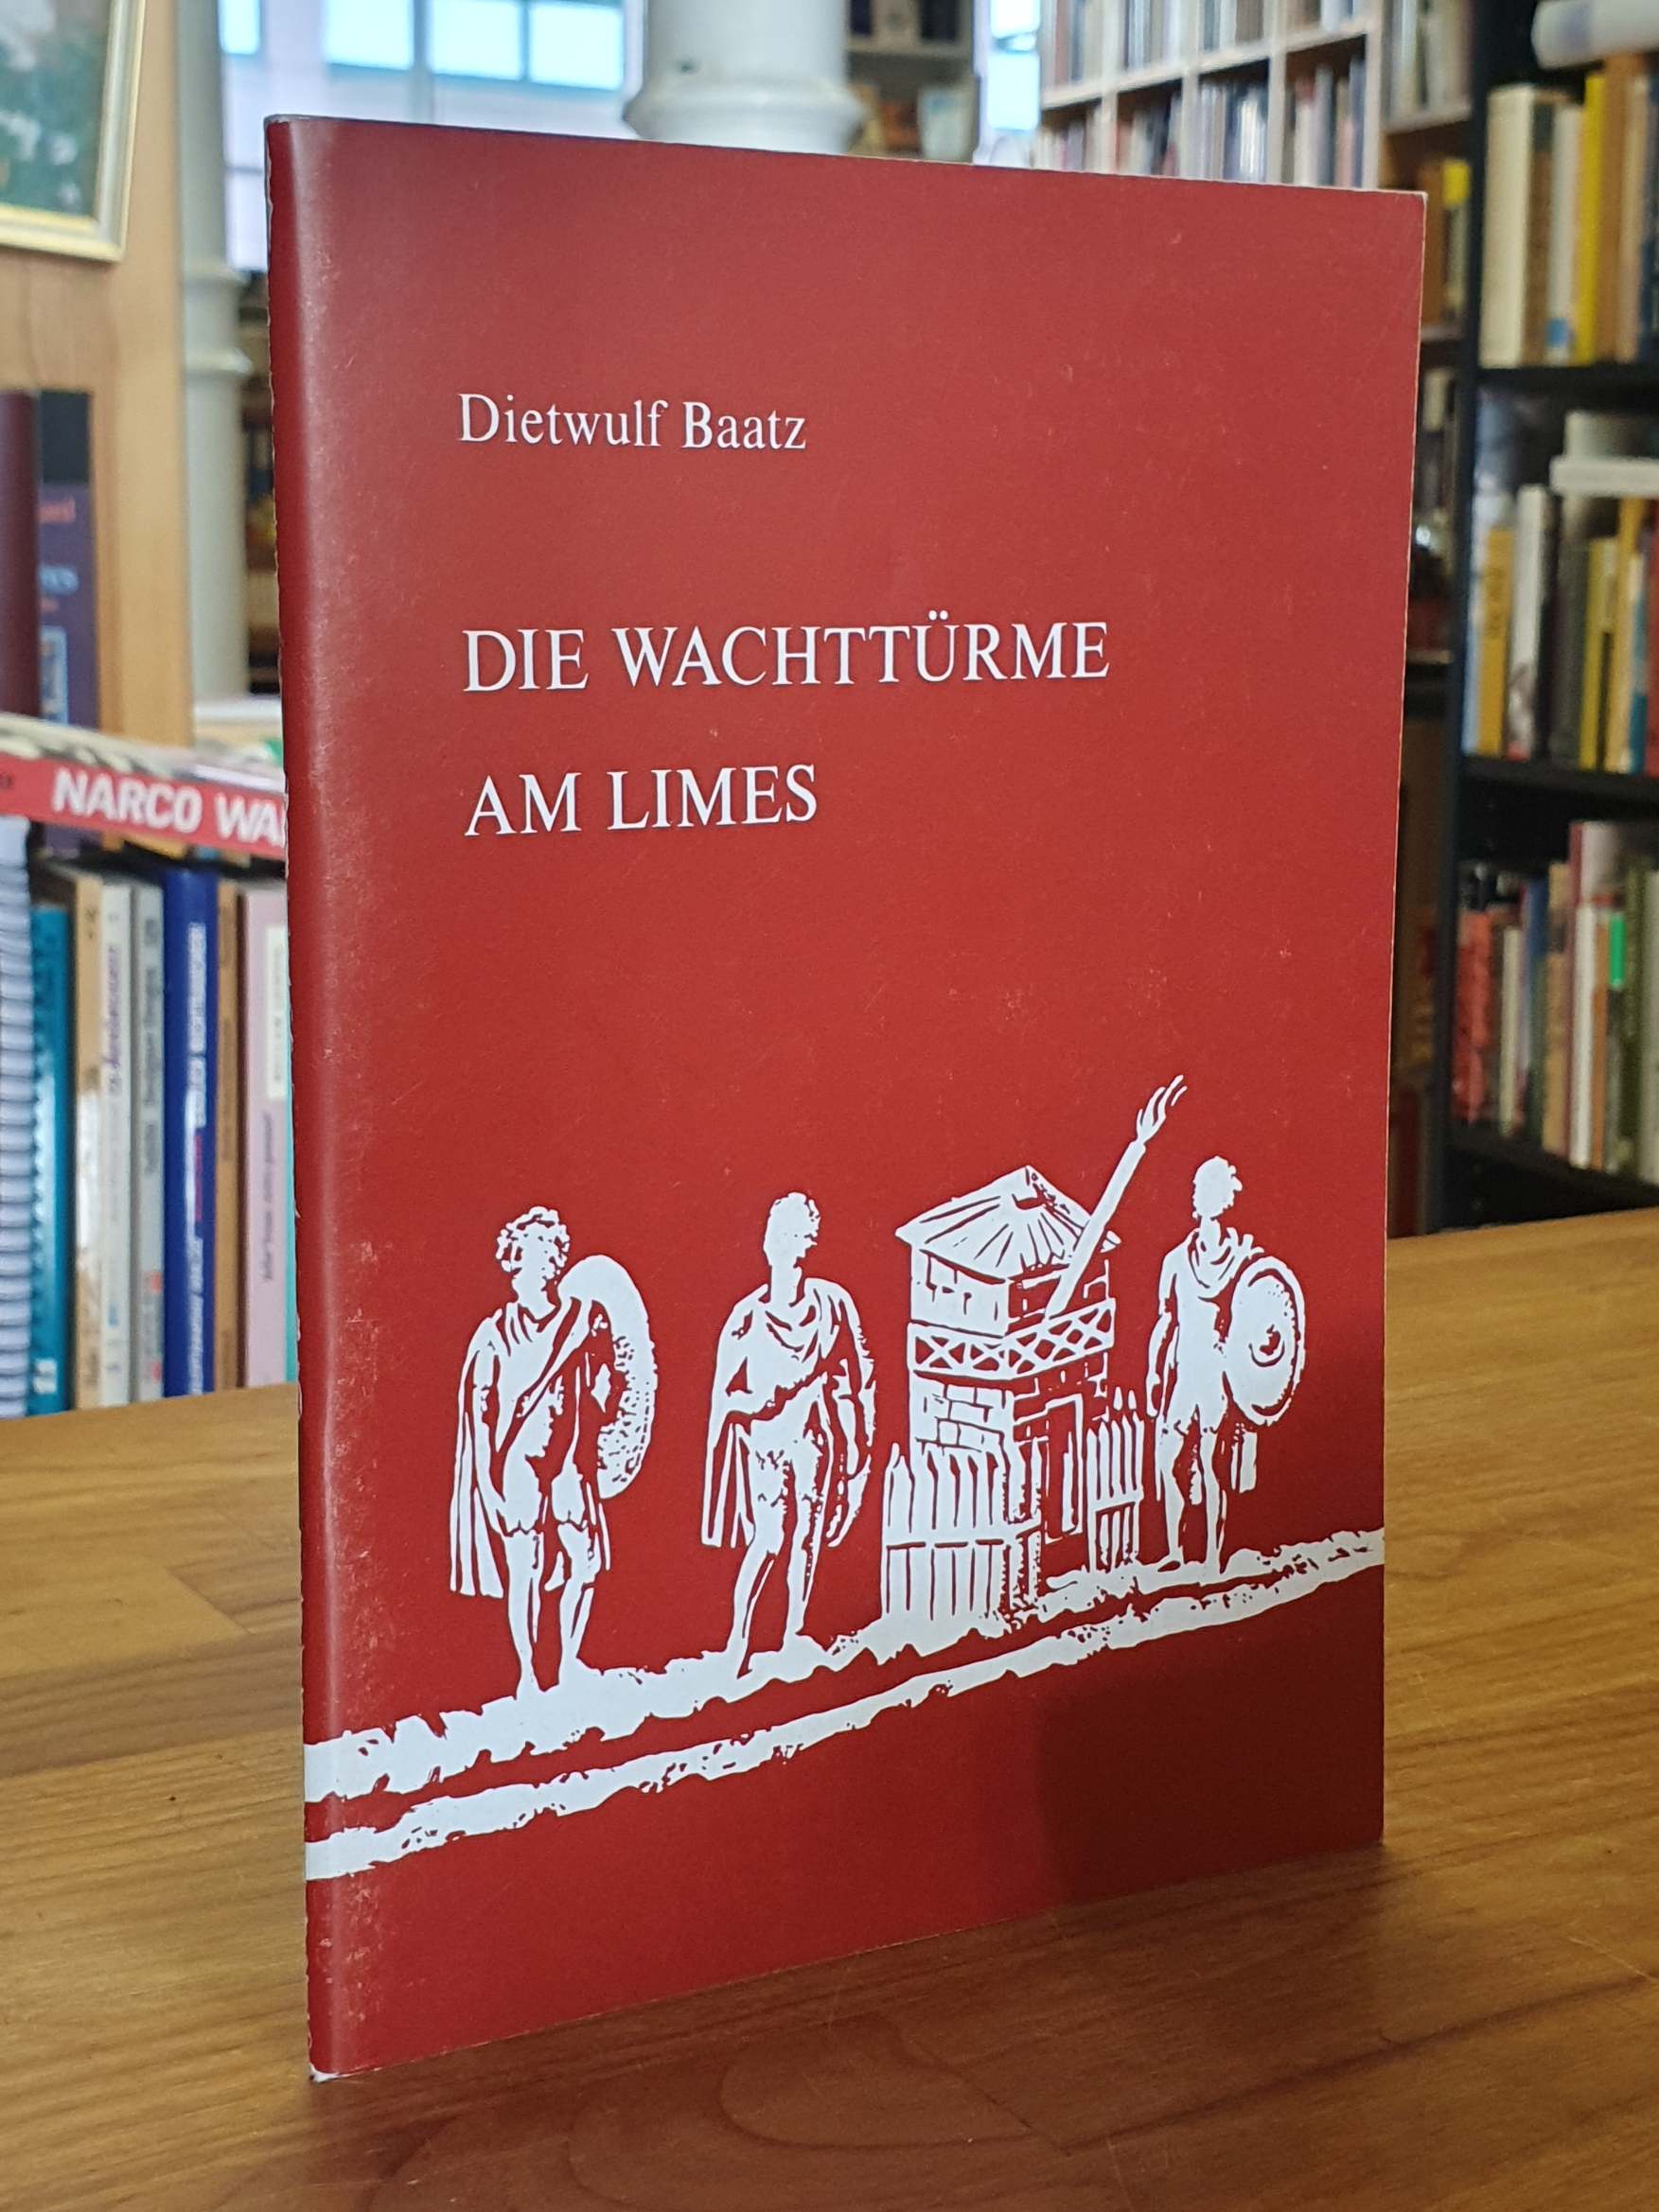 Dietwulf Baatz
DIE WACHTTÜRME
AM LIMES
NARCO WA